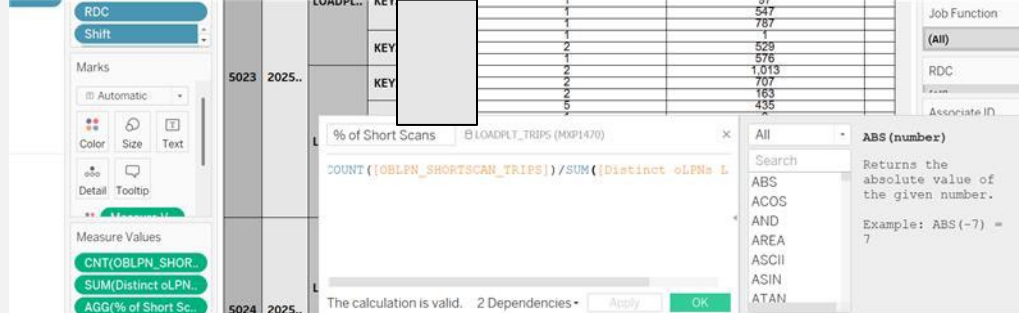 RDC
Shift
Marks
Automatic
Color Size Text
Detail Tooltip
Measure Values
CNT(OBLPN_SHOR..
SUM(Distinct oLPN..
AGG(% of Short Sc..
LOADPL.. KEY
1 547
1 787
1 1
KEY 2 529
1 576
5023 2025.. KEY 2 1,013
2 707
2 163
5 435
5024 2025..
% of Short Scans LOADPLT_TRIPS (MXP1470)
COUNT([OBLPN_SHORTSCAN_TRIPS])/SUM([Distinct oLPNs L
The calculation is valid. 2 Dependencies Apply OK
All
Search
ABS
ACOS
AND
AREA
ASCII
ASIN
ATAN
ABS(number)
Returns the
absolute value of
the given number.
Example: ABS(-7) =
7
Job Function
(All)
RDC
Associate ID